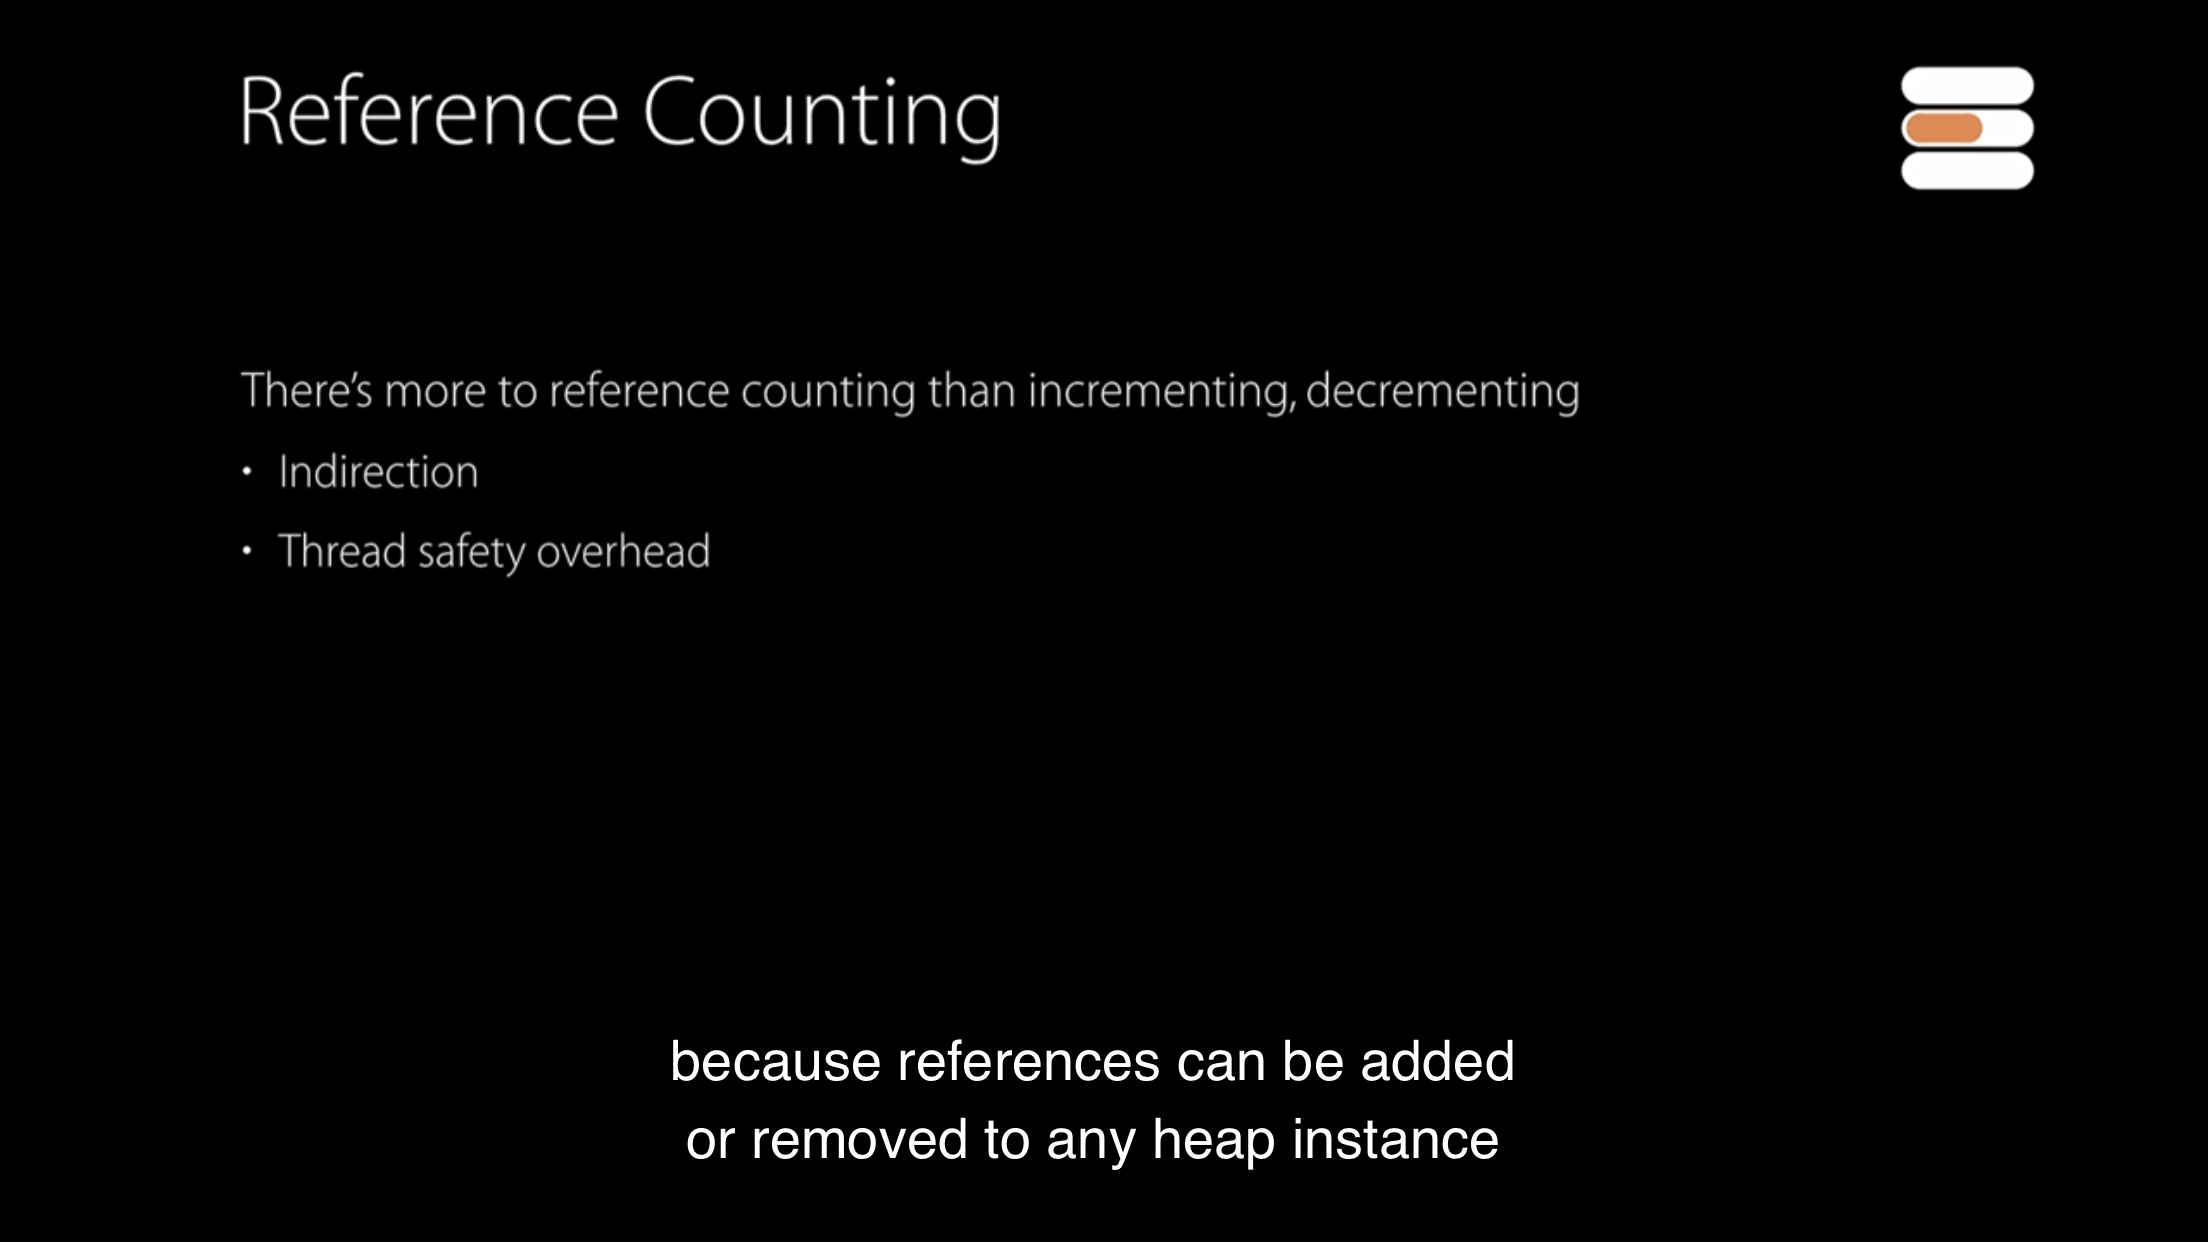 Reference Counting
There’s more to reference counting than incrementing, decrementing
• Indirection
• Thread safety overhead
because references can be added
or removed to any heap instance